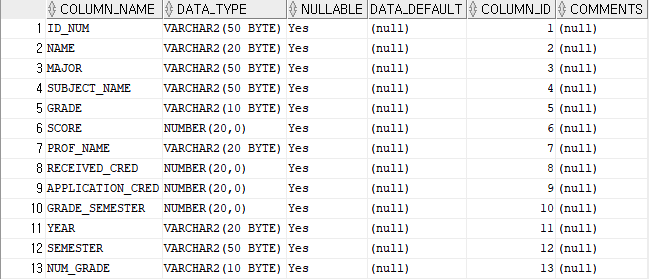 COLUMN_NAME DATA_TYPE NULLABLE DATA_DEFAULT COLUMN_ID COMMENTS
1 ID_NUM VARCHAR2(50 BYTE) Yes (null) 1 (null)
2 NAME VARCHAR2(20 BYTE) Yes (null) 2 (null)
3 MAJOR VARCHAR2(50 BYTE) Yes (null) 3 (null)
4 SUBJECT_NAME VARCHAR2(50 BYTE) Yes (null) 4 (null)
5 GRADE VARCHAR2(10 BYTE) Yes (null) 5 (null)
6 SCORE NUMBER(20,0) Yes (null) 6 (null)
7 PROF_NAME VARCHAR2(20 BYTE) Yes (null) 7 (null)
8 RECEIVED_CRED NUMBER(20,0) Yes (null) 8 (null)
9 APPLICATION_CRED NUMBER(20,0) Yes (null) 9 (null)
10 GRADE_SEMESTER NUMBER(20,0) Yes (null) 10 (null)
11 YEAR VARCHAR2(20 BYTE) Yes (null) 11 (null)
12 SEMESTER VARCHAR2(50 BYTE) Yes (null) 12 (null)
13 NUM_GRADE VARCHAR2(10 BYTE) Yes (null) 13 (null)